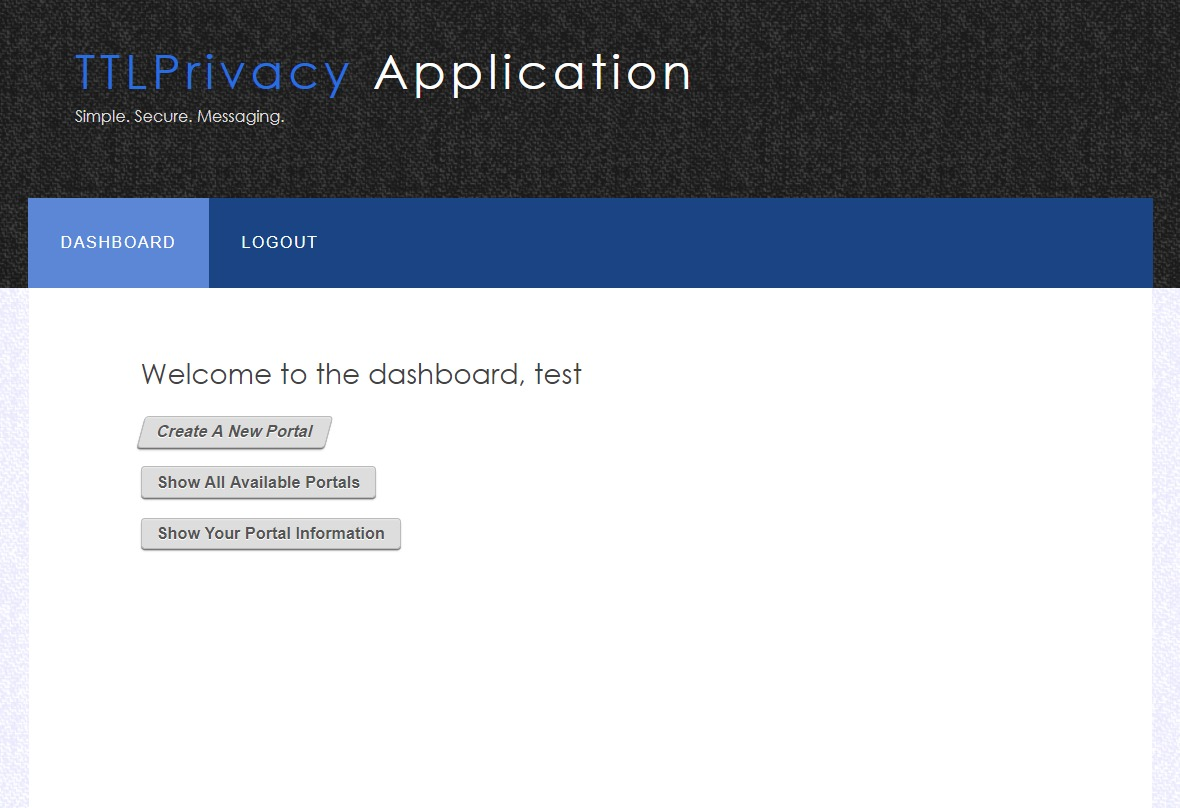 TTLPrivacy Application
Simple. Secure. Messaging.
DASHBOARD LOGOUT
Welcome to the dashboard, test
Create A New Portal
Show All Available Portals
Show Your Portal Information